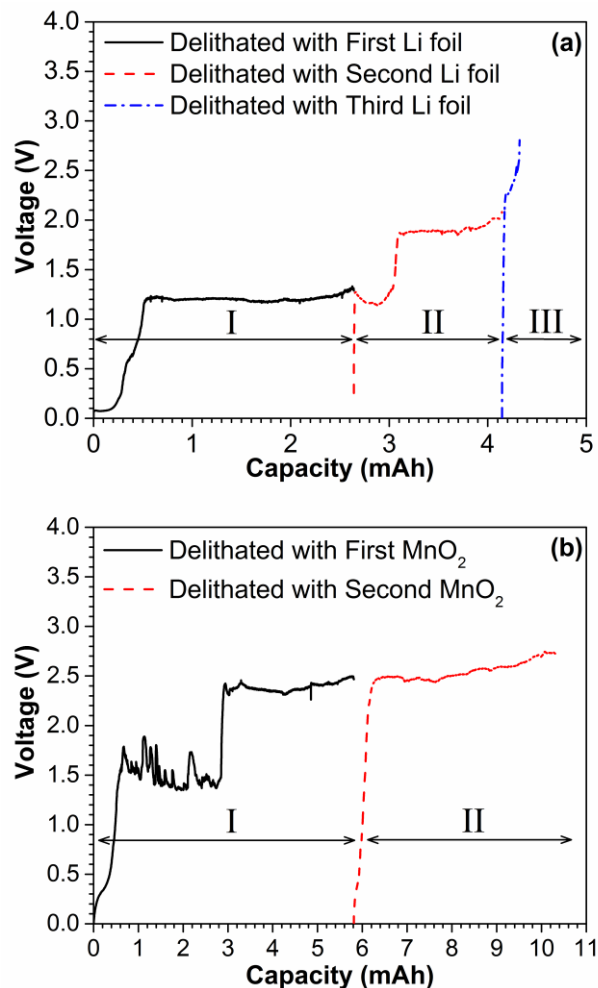 4.0
3.5
3.0
2.5
2.0
1.5
1.0
0.5
0.0
Voltage (V)
Delithated with First Li foil
Delithated with Second Li foil
Delithated with Third Li foil
(a)
I
II
III
0
1
2
3
4
5
Capacity (mAh)
4.0
3.5
3.0
2.5
2.0
1.5
1.0
0.5
0.0
Voltage (V)
Delithated with First MnO₂
Delithated with Second MnO₂
(b)
I
II
0
1
2
3
4
5
6
7
8
9
10
11
Capacity (mAh)